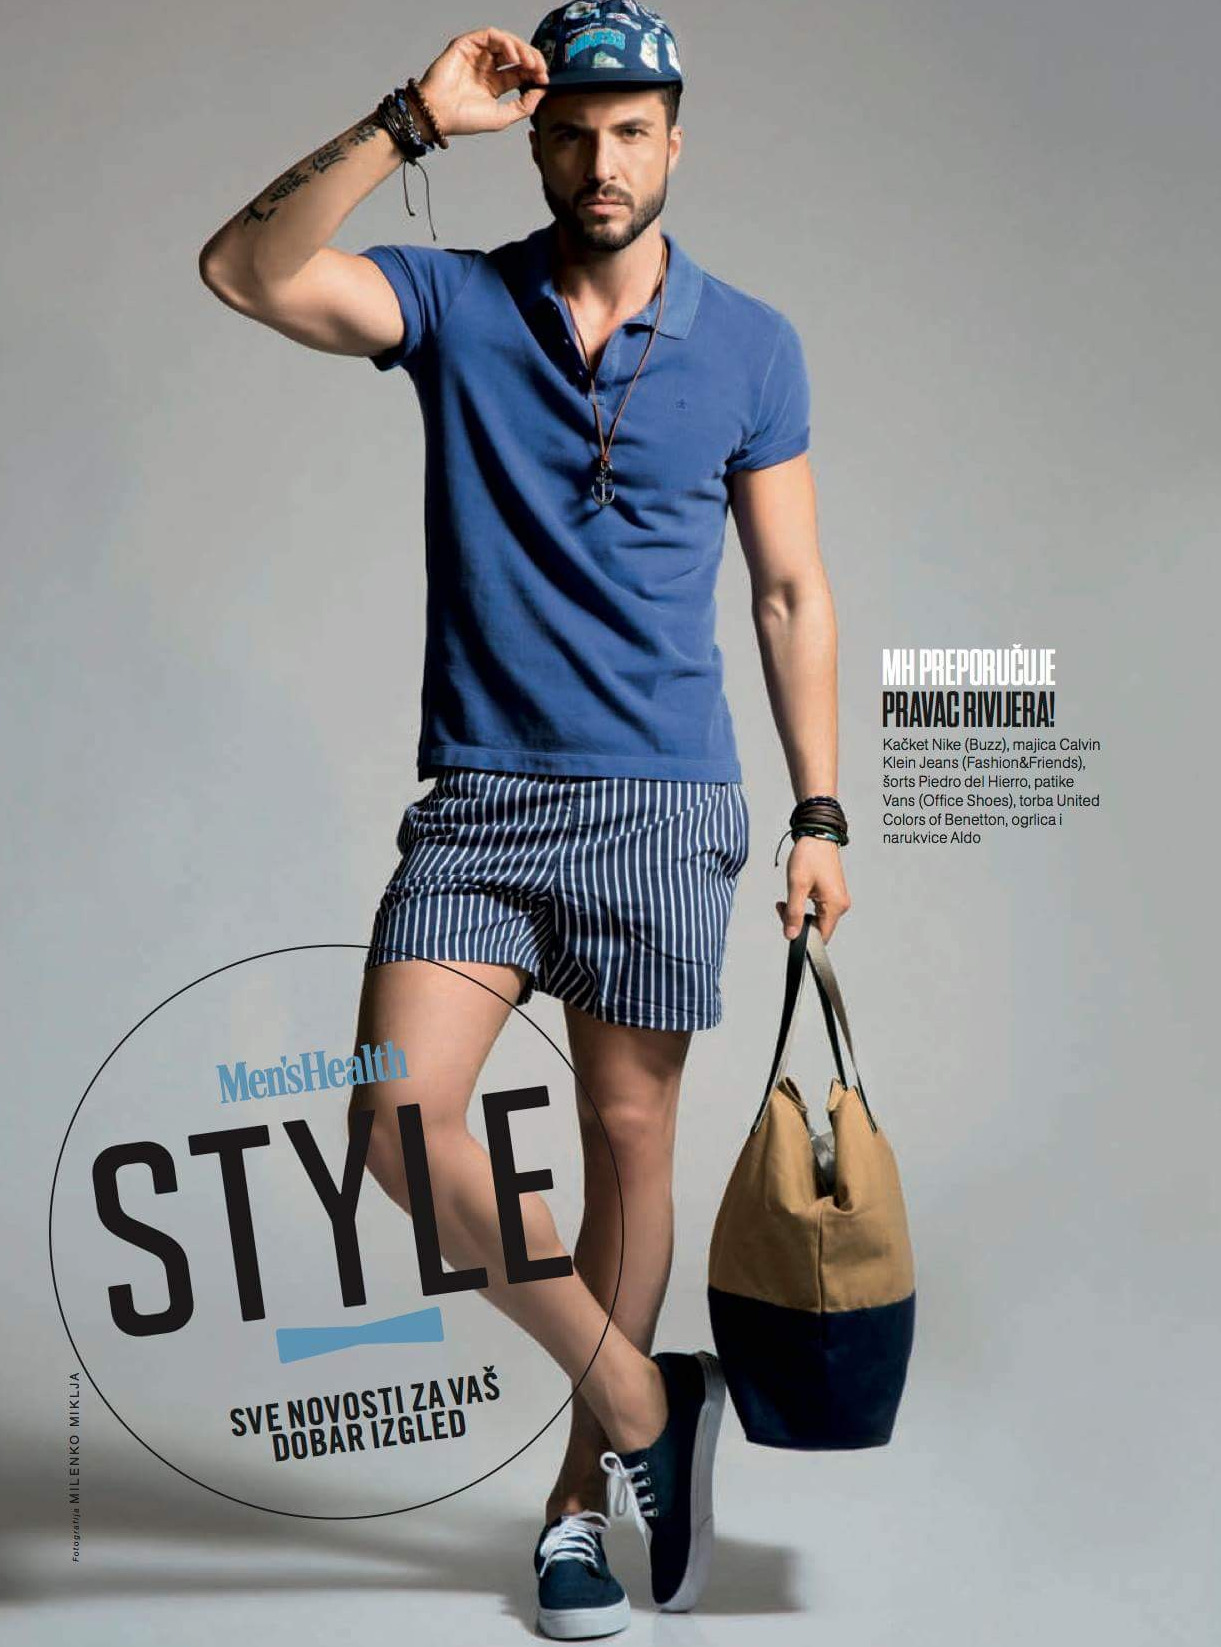 MH PREPORUČUJE
PRAVAC RIVIJERA!
Kačket Nike (Buzz), majica Calvin
Klein Jeans (Fashion&Friends),
šorts Piedro del Hierro, patike
Vans (Office Shoes), torba United
Colors of Benetton, ogrlica i
narukvice Aldo
Men'sHealth
STYLE
SVE NOVOSTI ZA VAŠ
DOBAR IZGLED
Fotografija MILENKO MIKLJA